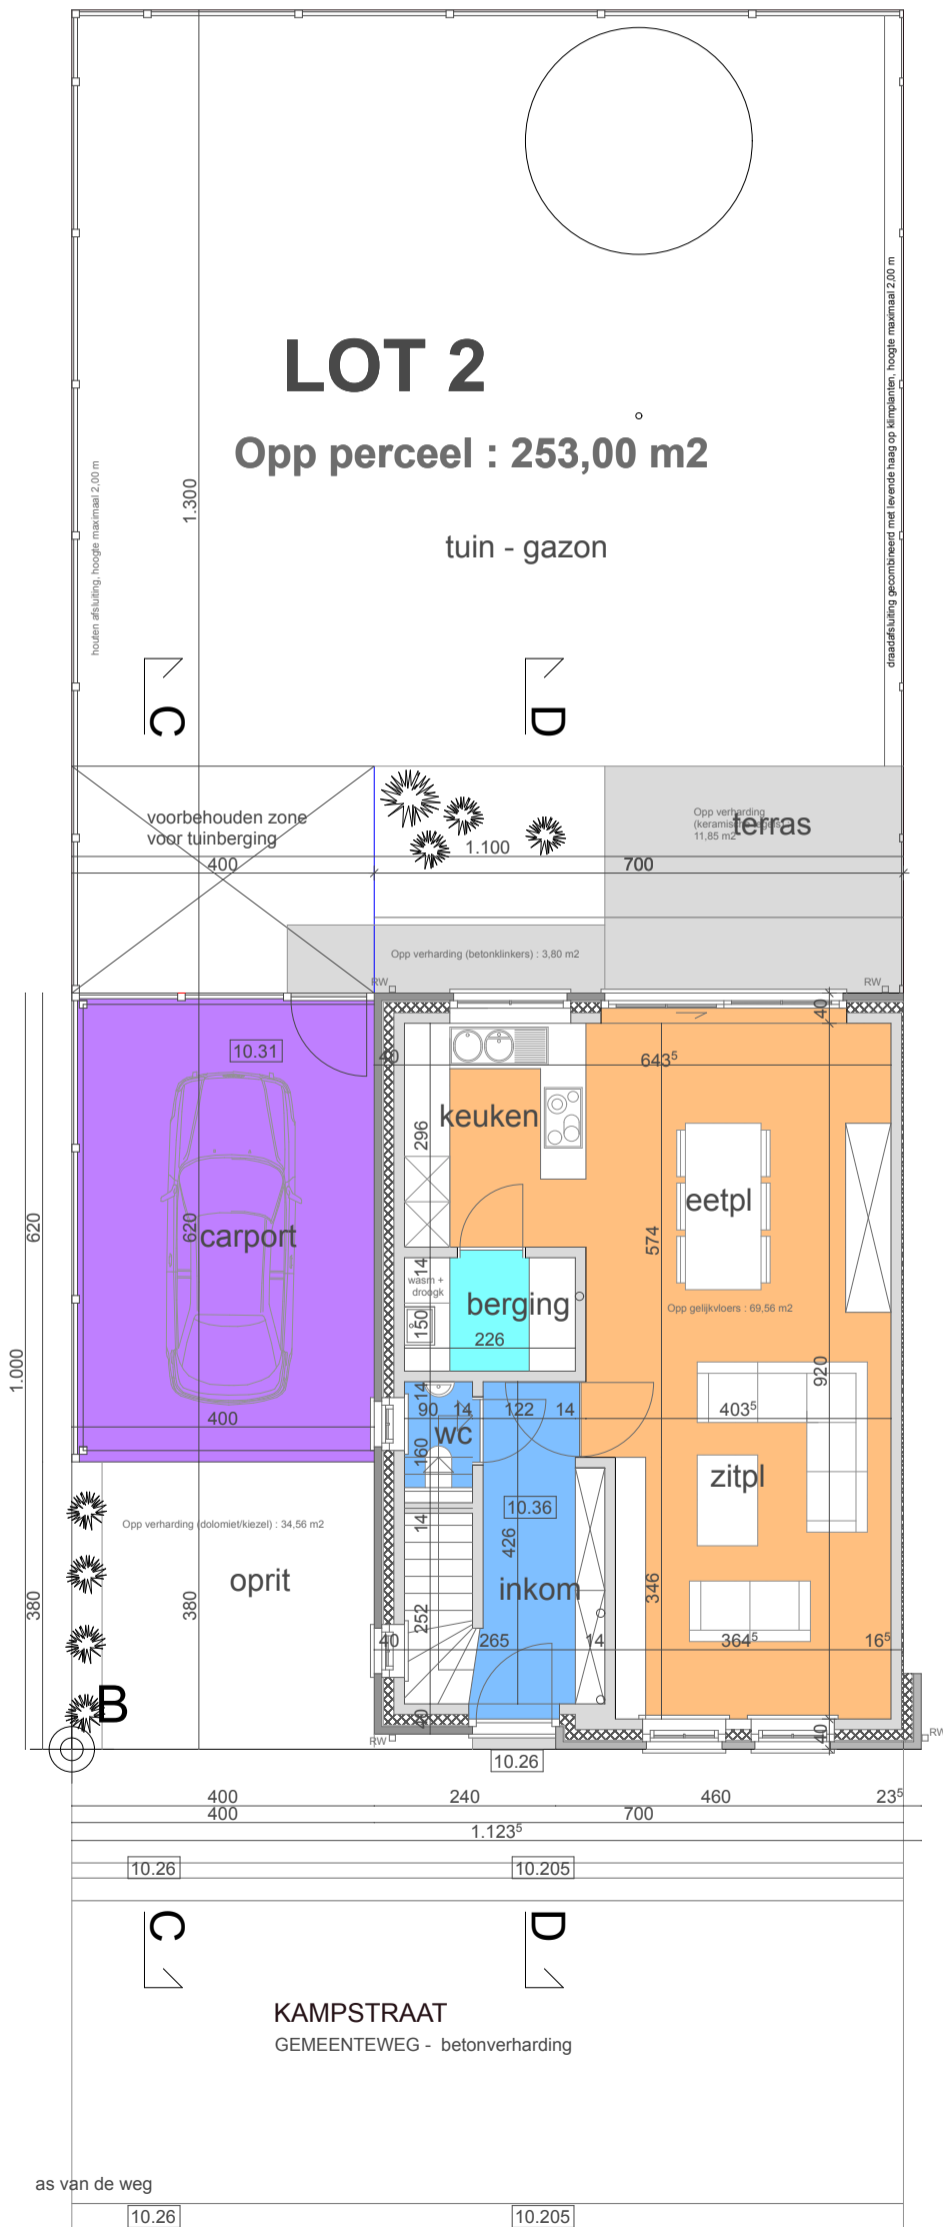 LOT 2
Opp perceel : 253,00 m2
tuin - gazon
1.300
houten afsluiting, hoogte maximaal 2,00 m
draadafsluiting gecombineerd met levende haag op klimplanten, hoogte maximaal 2,00 m
C
D
voorbehouden zone
voor tuinberging
Opp verharding
(keramische tegels)
11,85 m2
terras
1.100
400
700
Opp verharding (betonklinkers) : 3,80 m2
RW
RW
40
10.31
40
643⁵
keuken
296
eetpl
620
620
carport
574
14
wasm +
droogk
berging
Opp gelijkvloers : 69,56 m2
150
226
1.000
920
14
400
90
14
122
14
403⁵
wc
160
zitpl
10.36
14
Opp verharding (dolomiet/kiezel) : 34,56 m2
426
oprit
inkom
346
380
380
252
40
265
14
364⁵
16⁵
B
40
40
RW
RW
10.26
400
240
460
23⁵
400
700
1.123⁵
10.26
10.205
C
D
KAMPSTRAAT
GEMEENTEWEG - betonverharding
as van de weg
10.26
10.205